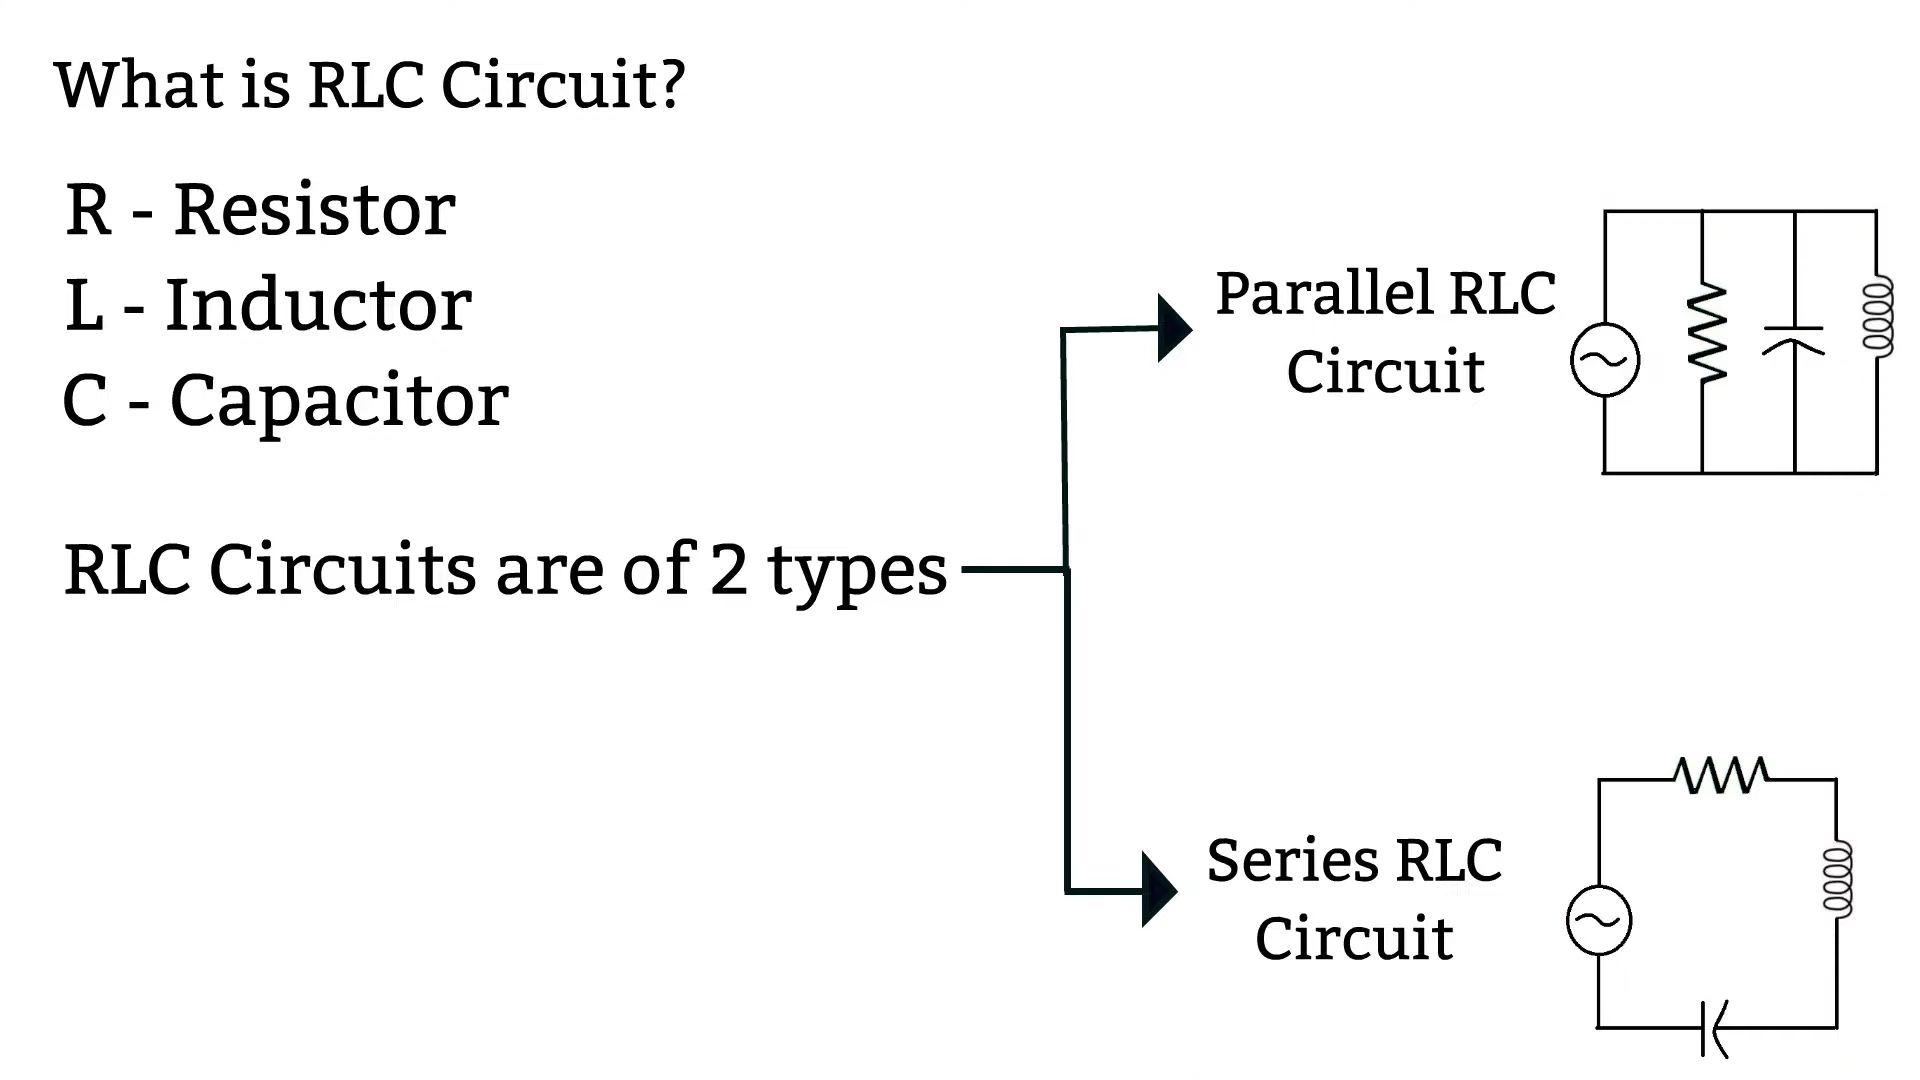 What is RLC Circuit?
R - Resistor
L - Inductor
C - Capacitor
RLC Circuits are of 2 types
Parallel RLC
Circuit
Series RLC
Circuit